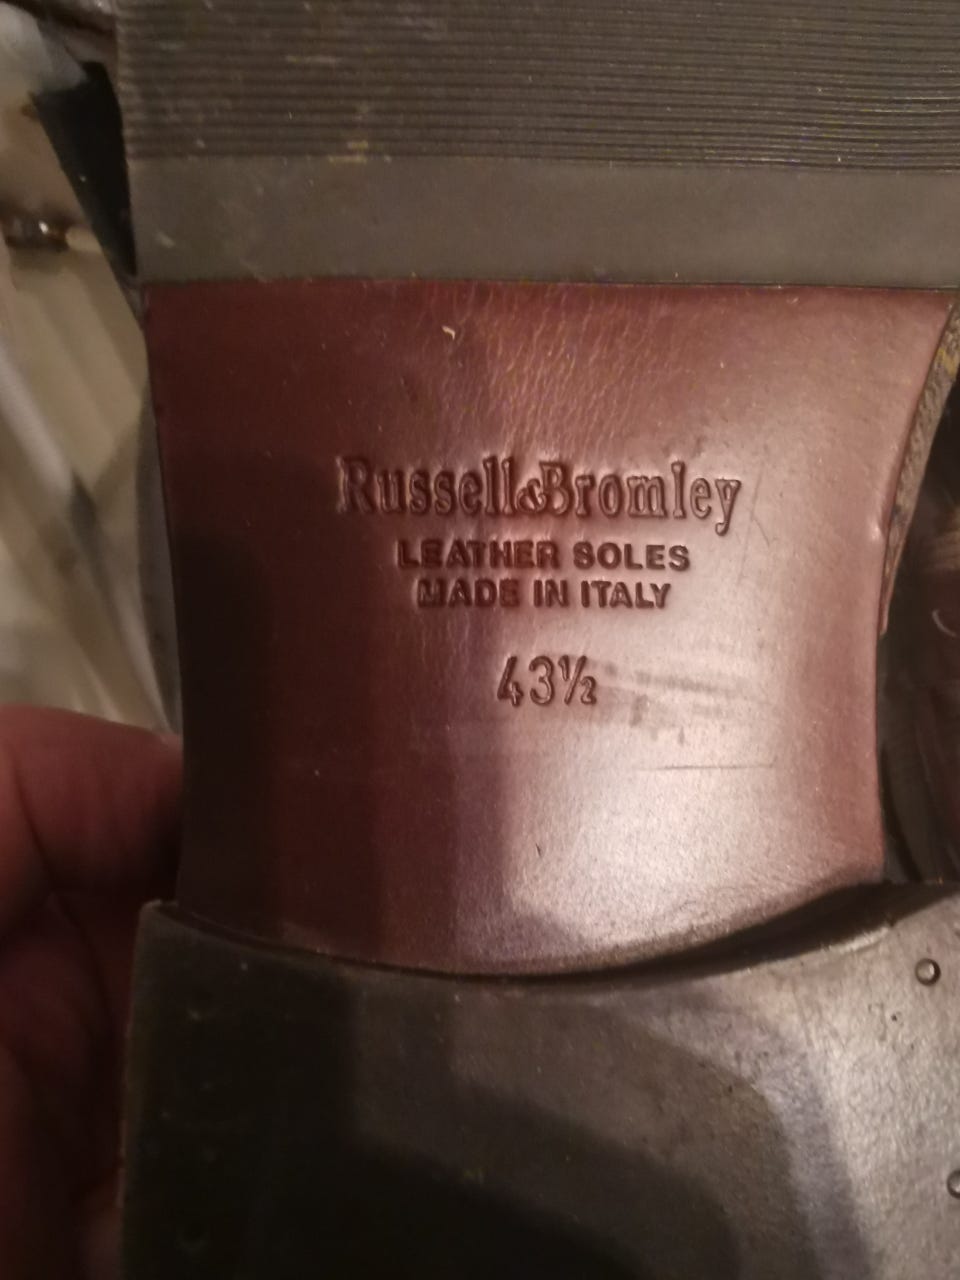 Russell&Bromley
LEATHER SOLES
MADE IN ITALY
43½